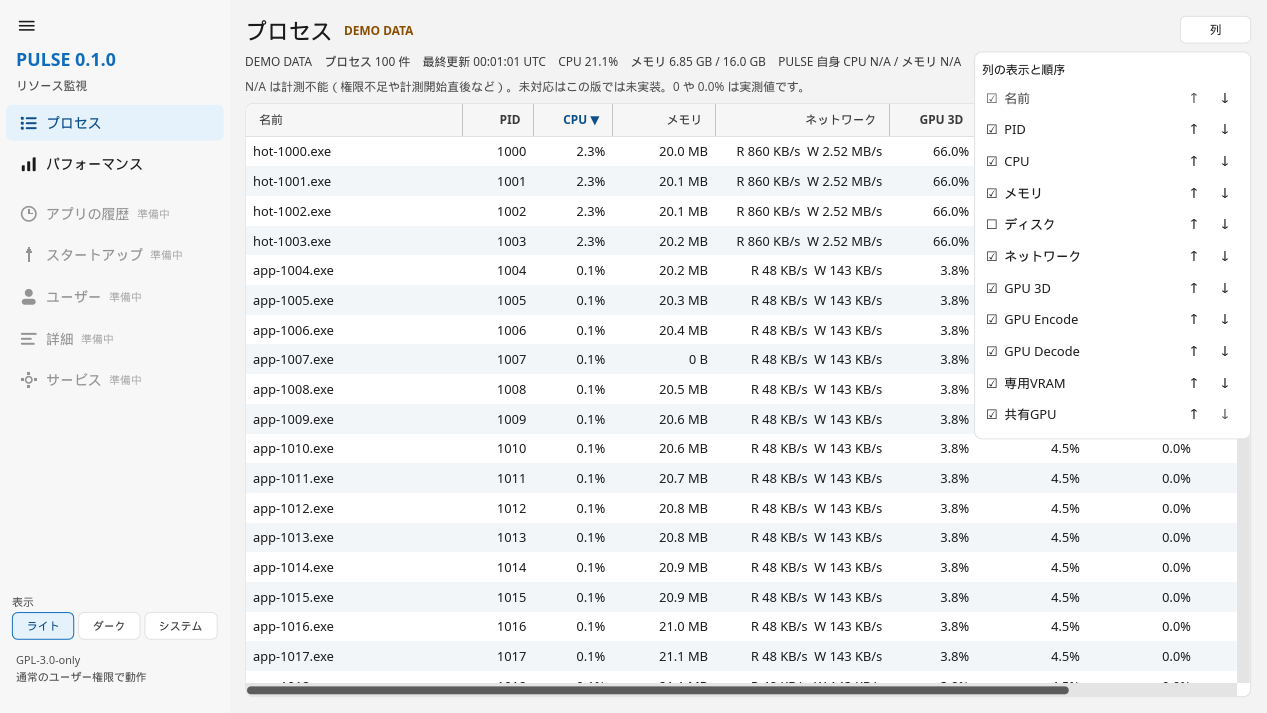 PULSE 0.1.0
リソース監視
プロセス
パフォーマンス
アプリの履歴 準備中
スタートアップ 準備中
ユーザー 準備中
詳細 準備中
サービス 準備中
表示
ライト ダーク システム
GPL-3.0-only
通常のユーザー権限で動作
プロセス DEMO DATA
列
DEMO DATA プロセス 100 件 最終更新 00:01:01 UTC CPU 21.1% メモリ 6.85 GB / 16.0 GB PULSE 自身 CPU N/A / メモリ N/A
N/A は計測不能（権限不足や計測開始直後など）。未対応はこの版では未実装。0 や 0.0% は実測値です。
名前 PID CPU ▼ メモリ ネットワーク GPU 3D
hot-1000.exe 1000 2.3% 20.0 MB R 860 KB/s W 2.52 MB/s 66.0%
hot-1001.exe 1001 2.3% 20.1 MB R 860 KB/s W 2.52 MB/s 66.0%
hot-1002.exe 1002 2.3% 20.1 MB R 860 KB/s W 2.52 MB/s 66.0%
hot-1003.exe 1003 2.3% 20.2 MB R 860 KB/s W 2.52 MB/s 66.0%
app-1004.exe 1004 0.1% 20.2 MB R 48 KB/s W 143 KB/s 3.8%
app-1005.exe 1005 0.1% 20.3 MB R 48 KB/s W 143 KB/s 3.8%
app-1006.exe 1006 0.1% 20.4 MB R 48 KB/s W 143 KB/s 3.8%
app-1007.exe 1007 0.1% 0 B R 48 KB/s W 143 KB/s 3.8%
app-1008.exe 1008 0.1% 20.5 MB R 48 KB/s W 143 KB/s 3.8%
app-1009.exe 1009 0.1% 20.6 MB R 48 KB/s W 143 KB/s 3.8%
app-1010.exe 1010 0.1% 20.6 MB R 48 KB/s W 143 KB/s 3.8% 4.5% 0.0%
app-1011.exe 1011 0.1% 20.7 MB R 48 KB/s W 143 KB/s 3.8% 4.5% 0.0%
app-1012.exe 1012 0.1% 20.8 MB R 48 KB/s W 143 KB/s 3.8% 4.5% 0.0%
app-1013.exe 1013 0.1% 20.8 MB R 48 KB/s W 143 KB/s 3.8% 4.5% 0.0%
app-1014.exe 1014 0.1% 20.9 MB R 48 KB/s W 143 KB/s 3.8% 4.5% 0.0%
app-1015.exe 1015 0.1% 20.9 MB R 48 KB/s W 143 KB/s 3.8% 4.5% 0.0%
app-1016.exe 1016 0.1% 21.0 MB R 48 KB/s W 143 KB/s 3.8% 4.5% 0.0%
app-1017.exe 1017 0.1% 21.1 MB R 48 KB/s W 143 KB/s 3.8% 4.5% 0.0%
列の表示と順序
☑ 名前 ↑ ↓
☑ PID ↑ ↓
☑ CPU ↑ ↓
☑ メモリ ↑ ↓
☐ ディスク ↑ ↓
☑ ネットワーク ↑ ↓
☑ GPU 3D ↑ ↓
☑ GPU Encode ↑ ↓
☑ GPU Decode ↑ ↓
☑ 専用VRAM ↑ ↓
☑ 共有GPU ↑ ↓